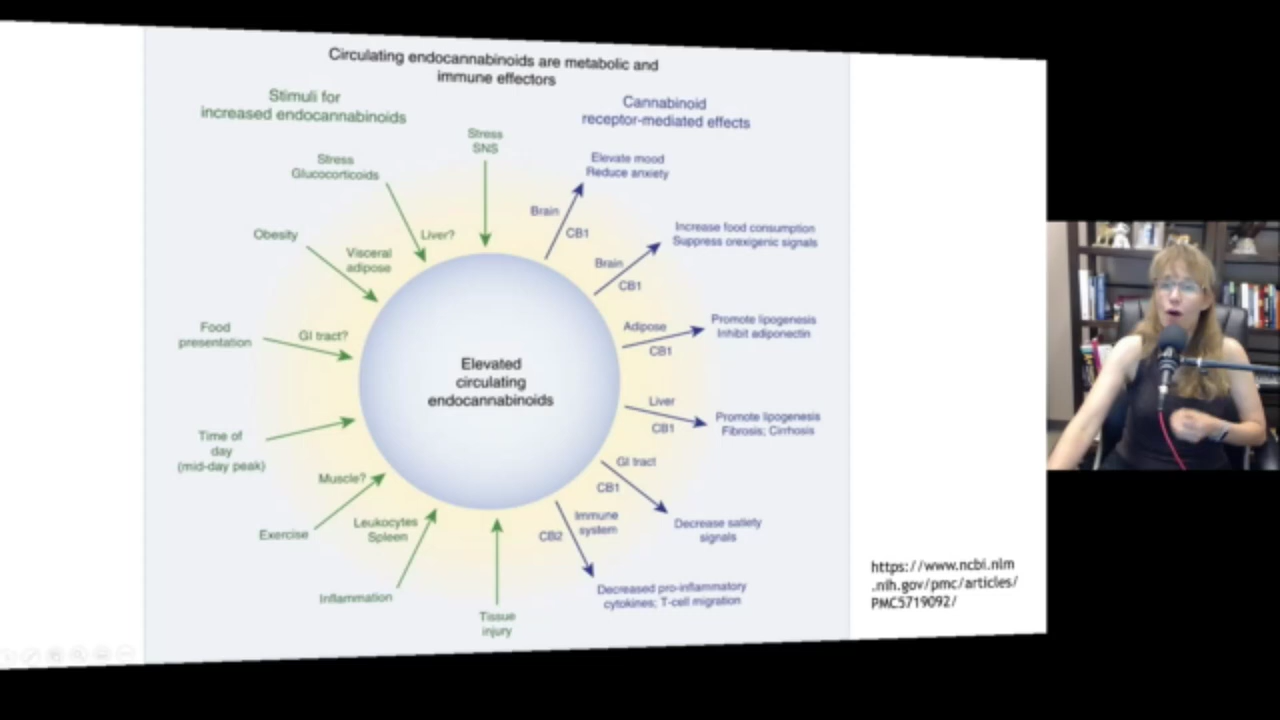 Circulating endocannabinoids are metabolic and
immune effectors
Stimuli for
increased endocannabinoids
Cannabinoid
receptor-mediated effects
Stress
SNS
Stress
Glucocorticoids
Liver?
Obesity
Visceral
adipose
Food
presentation
GI tract?
Time of
day
(mid-day peak)
Muscle?
Exercise
Leukocytes
Spleen
Inflammation
Tissue
injury
Elevated
circulating
endocannabinoids
Elevate mood
Reduce anxiety
Brain
CB1
Increase food consumption
Suppress orexigenic signals
Brain
CB1
Promote lipogenesis
Inhibit adiponectin
Adipose
CB1
Liver
CB1
Promote lipogenesis
Fibrosis; Cirrhosis
GI tract
CB1
Decrease satiety
signals
Immune
system
CB2
Decreased pro-inflammatory
cytokines; T-cell migration
https://www.ncbi.nlm
.nih.gov/pmc/articles/
PMC5719092/